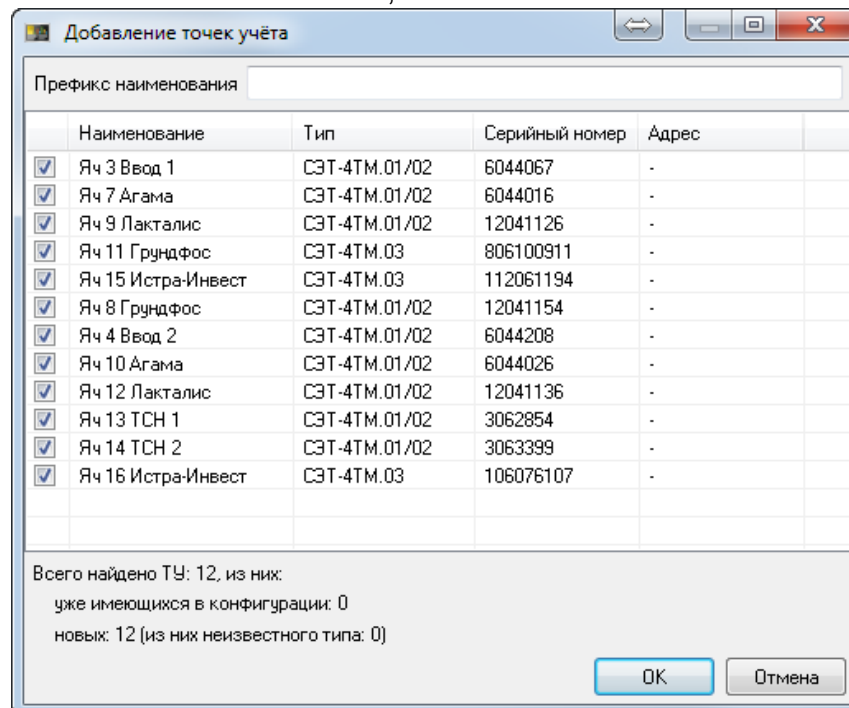 Добавление точек учёта
Префикс наименования
Наименование Тип Серийный номер Адрес
Яч 3 Ввод 1 СЭТ-4ТМ.01/02 6044067 -
Яч 7 Агама СЭТ-4ТМ.01/02 6044016 -
Яч 9 Лакталис СЭТ-4ТМ.01/02 12041126 -
Яч 11 Грундфос СЭТ-4ТМ.03 806100911 -
Яч 15 Истра-Инвест СЭТ-4ТМ.03 112061194 -
Яч 8 Грундфос СЭТ-4ТМ.01/02 12041154 -
Яч 4 Ввод 2 СЭТ-4ТМ.01/02 6044208 -
Яч 10 Агама СЭТ-4ТМ.01/02 6044026 -
Яч 12 Лакталис СЭТ-4ТМ.01/02 12041136 -
Яч 13 ТСН 1 СЭТ-4ТМ.01/02 3062854 -
Яч 14 ТСН 2 СЭТ-4ТМ.01/02 3063399 -
Яч 16 Истра-Инвест СЭТ-4ТМ.03 106076107 -
Всего найдено ТУ: 12, из них:
уже имеющихся в конфигурации: 0
новых: 12 (из них неизвестного типа: 0)
OK Отмена